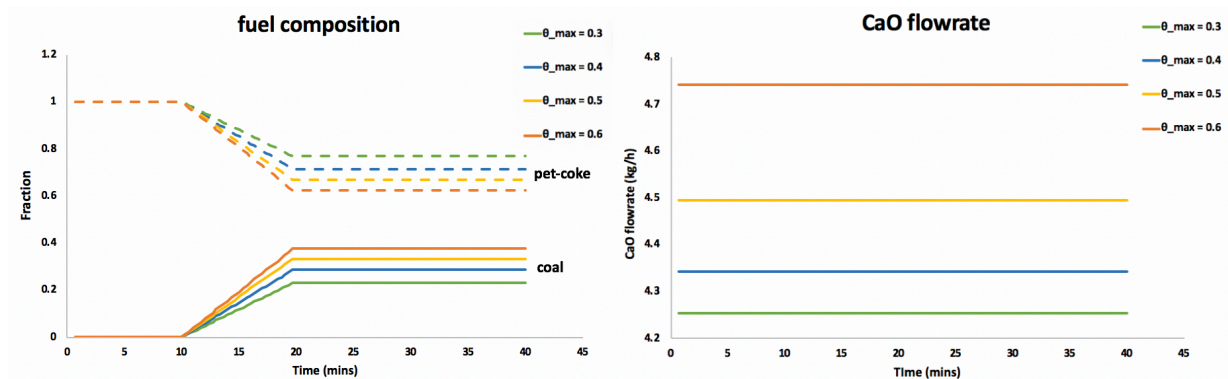 fuel composition
θ_max = 0.3
θ_max = 0.4
θ_max = 0.5
θ_max = 0.6
1.2
1
0.8
0.6
0.4
0.2
0
Fraction
pet-coke
coal
0 5 10 15 20 25 30 35 40 45
Time (mins)
CaO flowrate
θ_max = 0.3
θ_max = 0.4
θ_max = 0.5
θ_max = 0.6
4.8
4.7
4.6
4.5
4.4
4.3
4.2
CaO flowrate (kg/h)
0 5 10 15 20 25 30 35 40 45
TIme (mins)